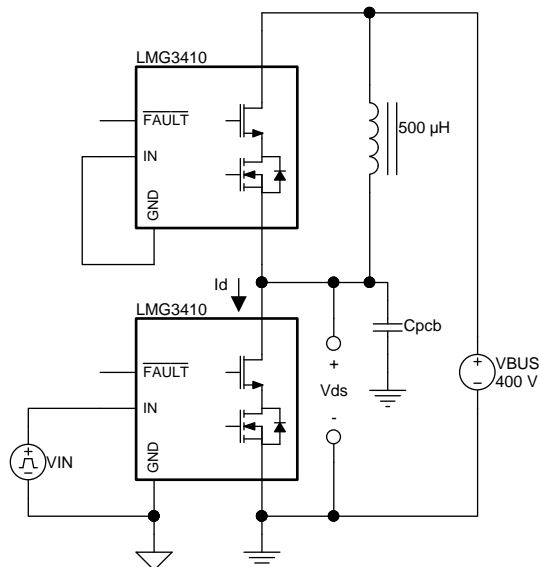 LMG3410
FAULT
IN
GND
500 µH
Id
LMG3410
FAULT
IN
GND
VIN
+
Vds
-
Cpcb
+
-
VBUS
400 V
+
-